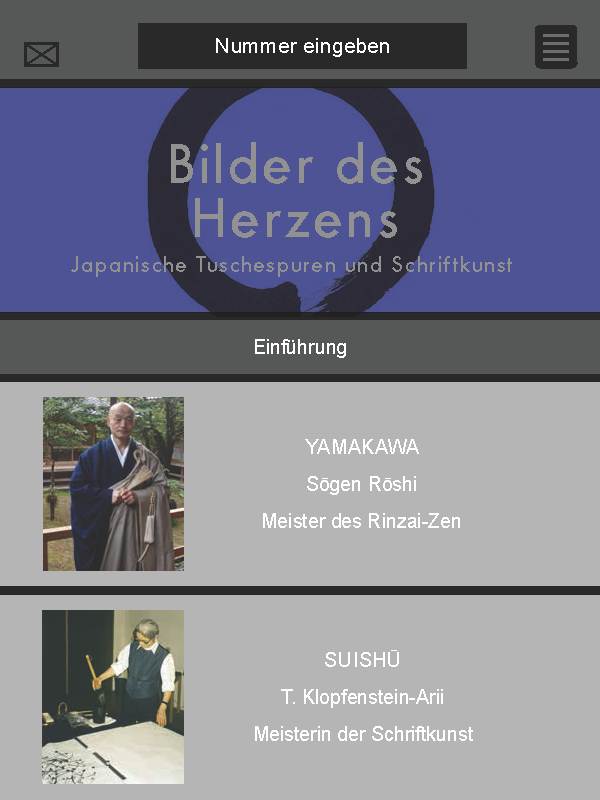 Nummer eingeben
Bilder des
Herzens
Japanische Tuschespuren und Schriftkunst
Einführung
YAMAKAWA
Sōgen Rōshi
Meister des Rinzai-Zen
SUISHŪ
T. Klopfenstein-Arii
Meisterin der Schriftkunst